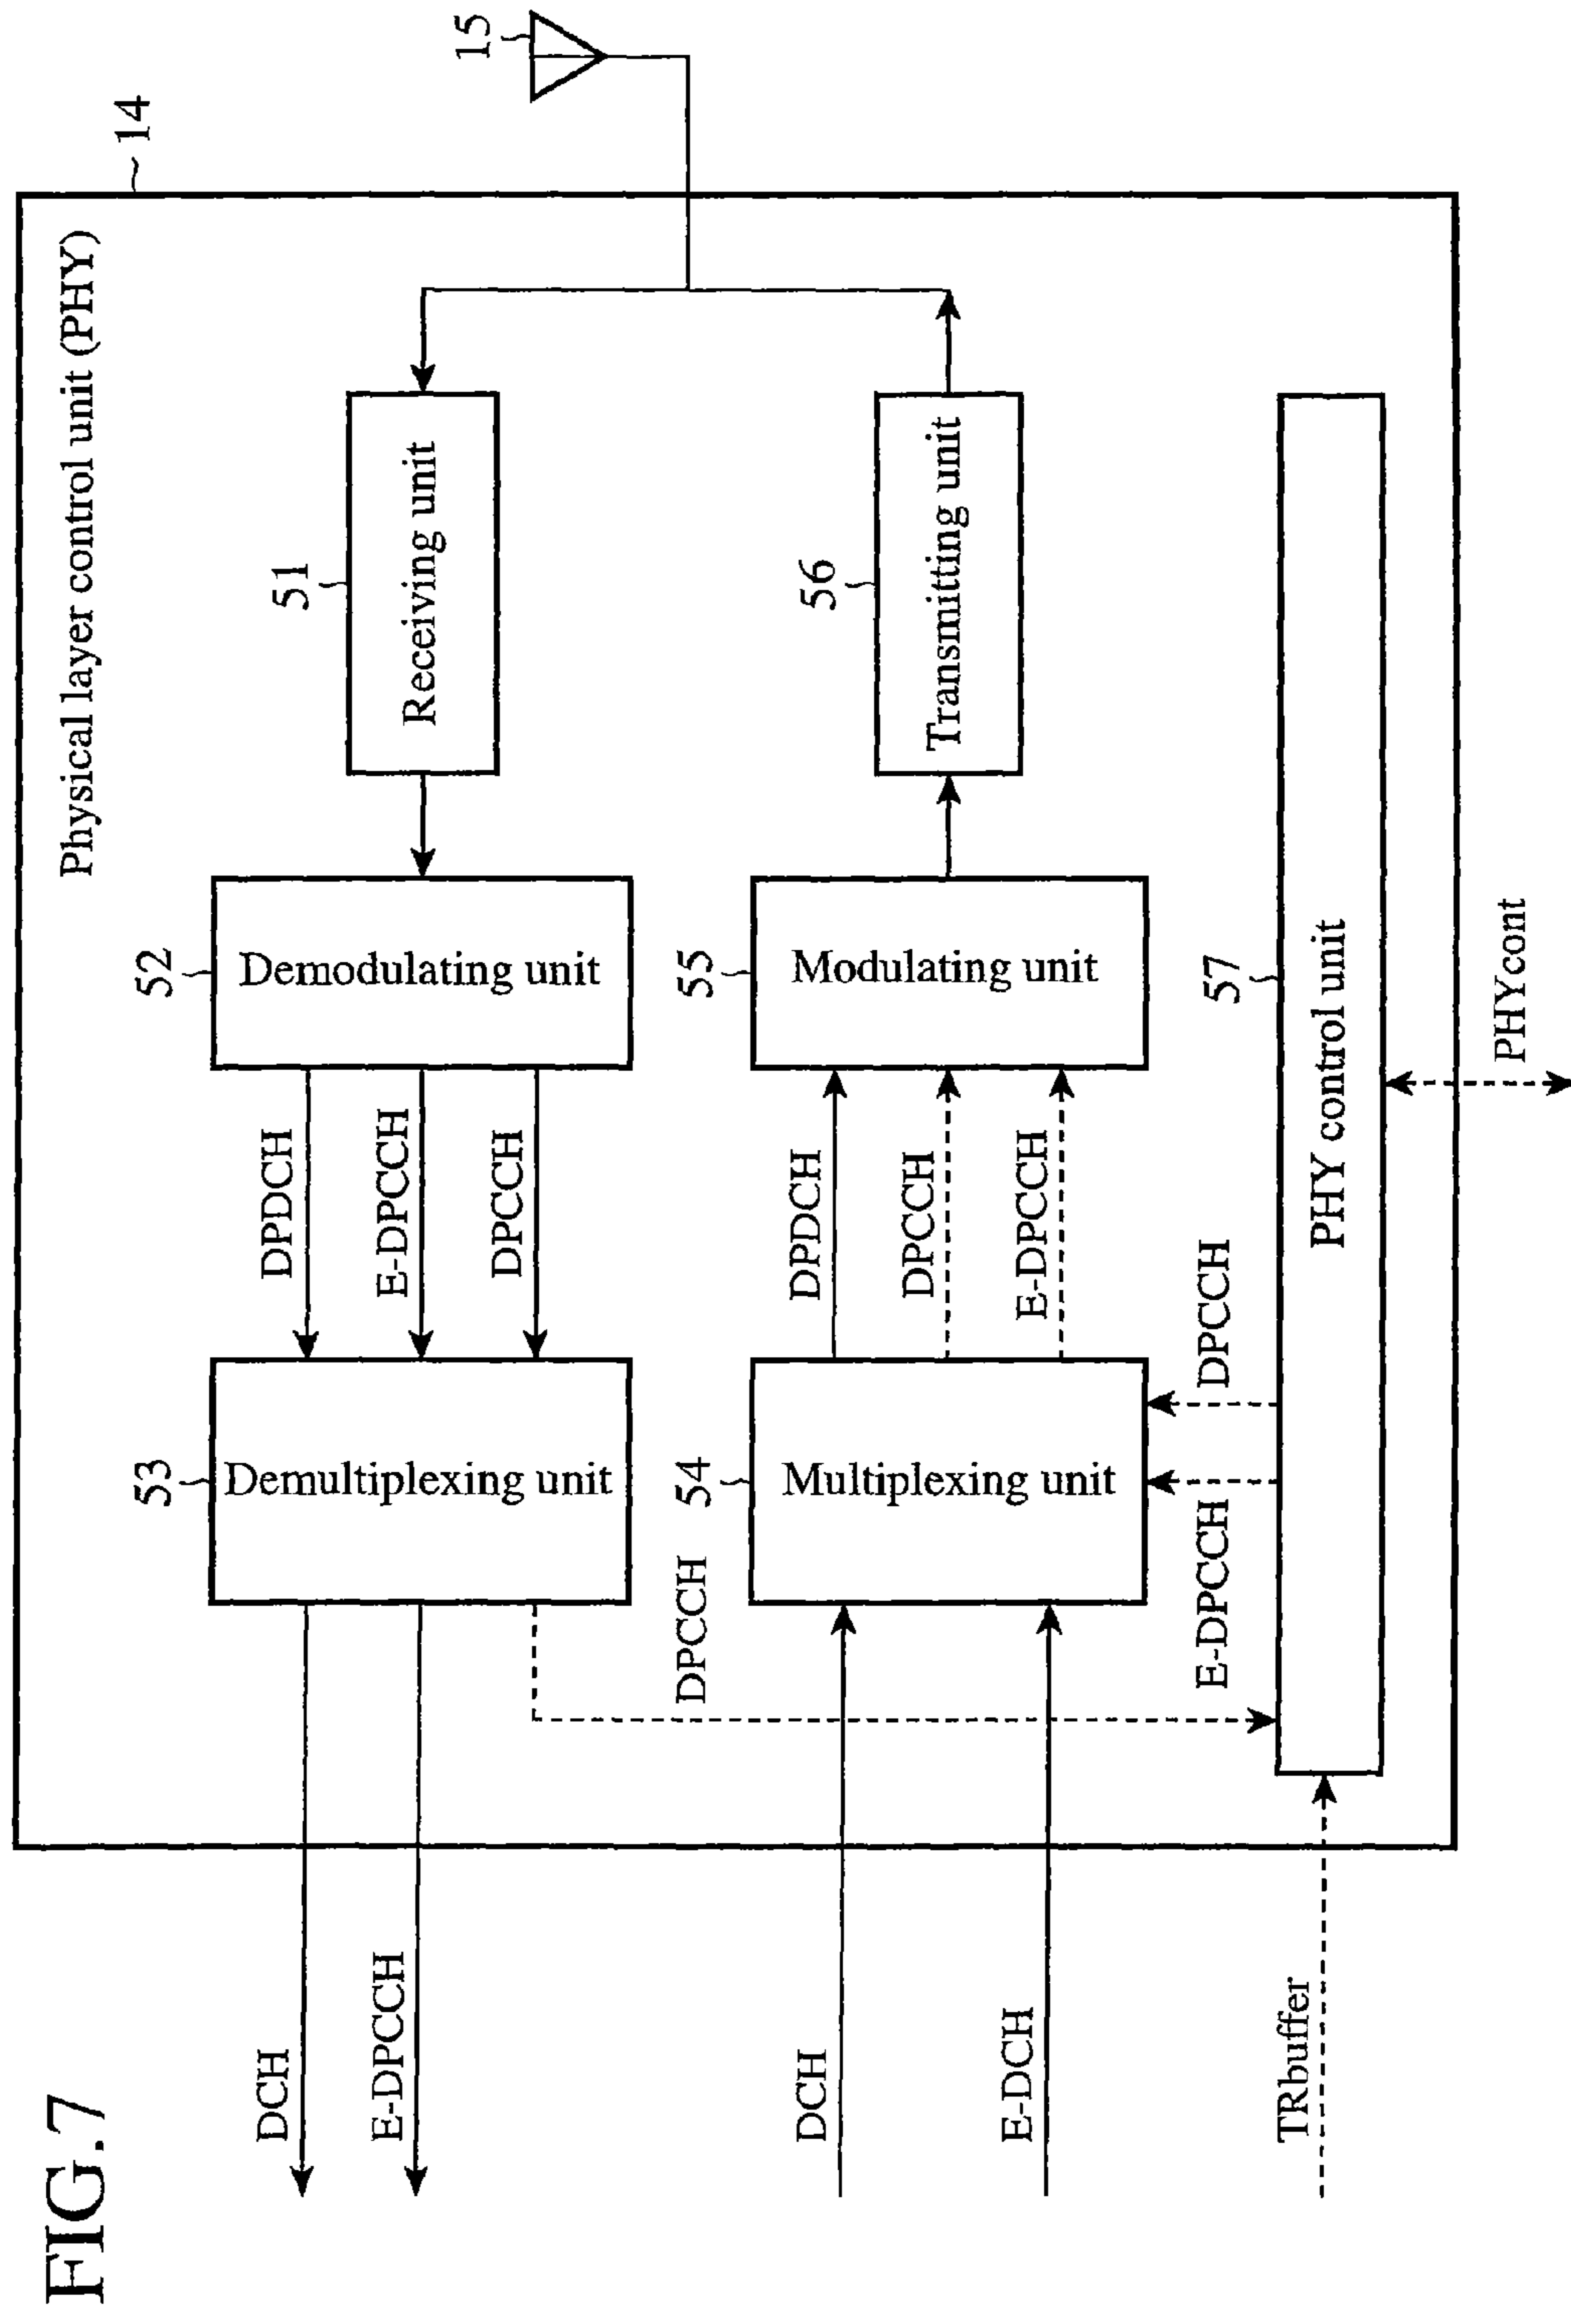 FIG.7
Physical layer control unit (PHY)
14
15
DCH
E-DPCCH
53
Demultiplexing unit
DPDCH
E-DPCCH
DPCCH
52
Demodulating unit
51
Receiving unit
DPCCH
DCH
E-DCH
54
Multiplexing unit
DPDCH
DPCCH
E-DPCCH
55
Modulating unit
56
Transmitting unit
E-DPCCH
DPCCH
TRbuffer
57
PHY control unit
PHYcont